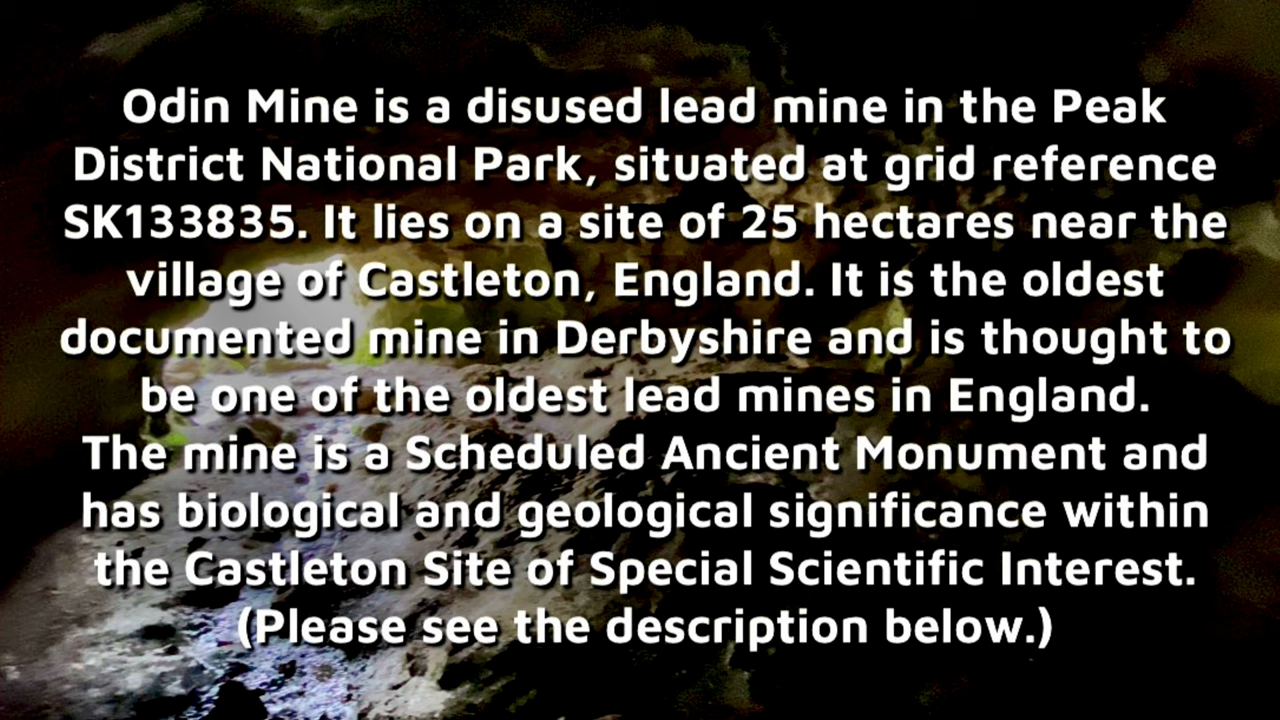 Odin Mine is a disused lead mine in the Peak
District National Park, situated at grid reference
SK133835. It lies on a site of 25 hectares near the
village of Castleton, England. It is the oldest
documented mine in Derbyshire and is thought to
be one of the oldest lead mines in England.
The mine is a Scheduled Ancient Monument and
has biological and geological significance within
the Castleton Site of Special Scientific Interest.
(Please see the description below.)